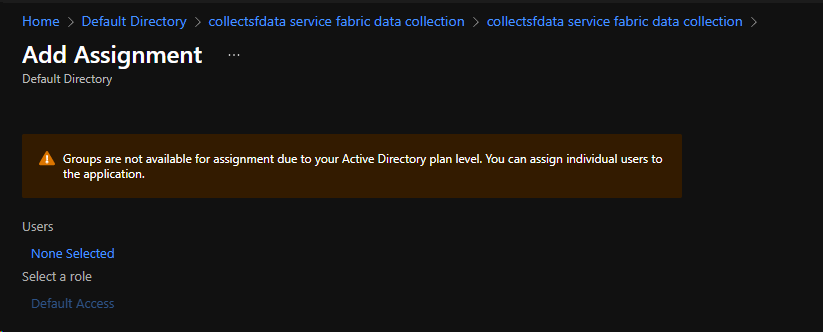 Home > Default Directory > collectsfdata service fabric data collection > collectsfdata service fabric data collection >
Add Assignment ...
Default Directory
Groups are not available for assignment due to your Active Directory plan level. You can assign individual users to
the application.
Users
None Selected
Select a role
Default Access